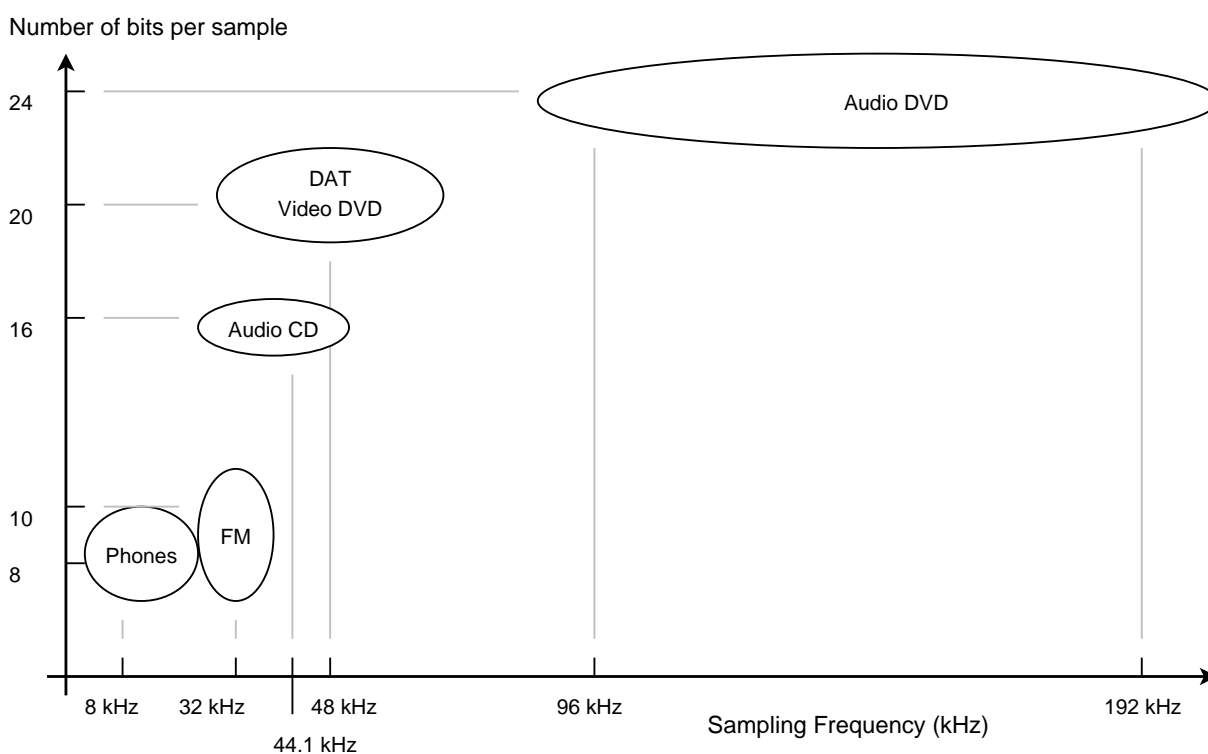 Number of bits per sample
24
Audio DVD
DAT
20
Video DVD
16
Audio CD
10
FM
Phones
8
8 kHz
32 kHz
48 kHz
96 kHz
192 kHz
Sampling Frequency (kHz)
44.1 kHz